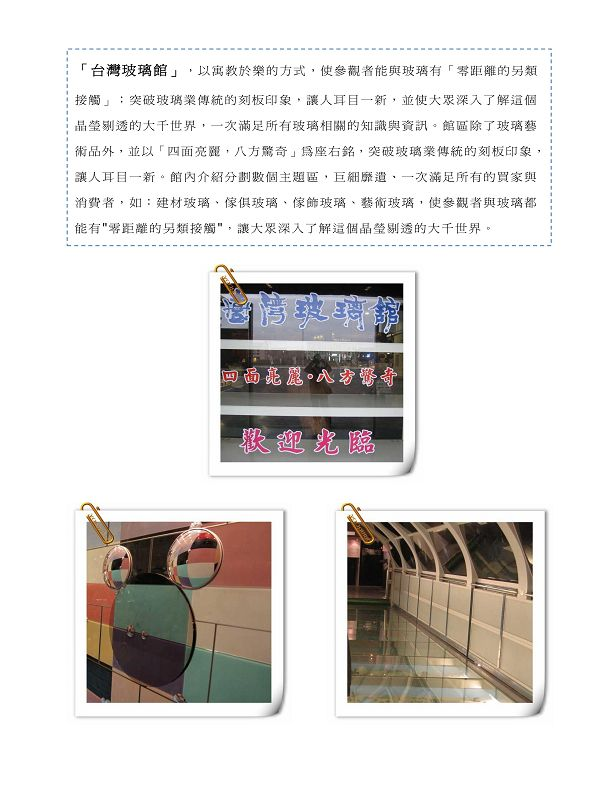 「台灣玻璃館」，以寓教於樂的方式，使參觀者能與玻璃有「零距離的另類
接觸」；突破玻璃業傳統的刻板印象，讓人耳目一新，並使大眾深入了解這個
晶瑩剔透的大千世界，一次滿足所有玻璃相關的知識與資訊。館區除了玻璃藝
術品外，並以「四面亮麗，八方驚奇」為座右銘，突破玻璃業傳統的刻板印象，
讓人耳目一新。館內介紹分劃數個主題區，巨細靡遺、一次滿足所有的買家與
消費者，如：建材玻璃、傢俱玻璃、傢飾玻璃、藝術玻璃，使參觀者與玻璃都
能有"零距離的另類接觸"，讓大眾深入了解這個晶瑩剔透的大千世界。
臺灣玻璃館
四面亮麗·八方驚奇
歡迎光臨